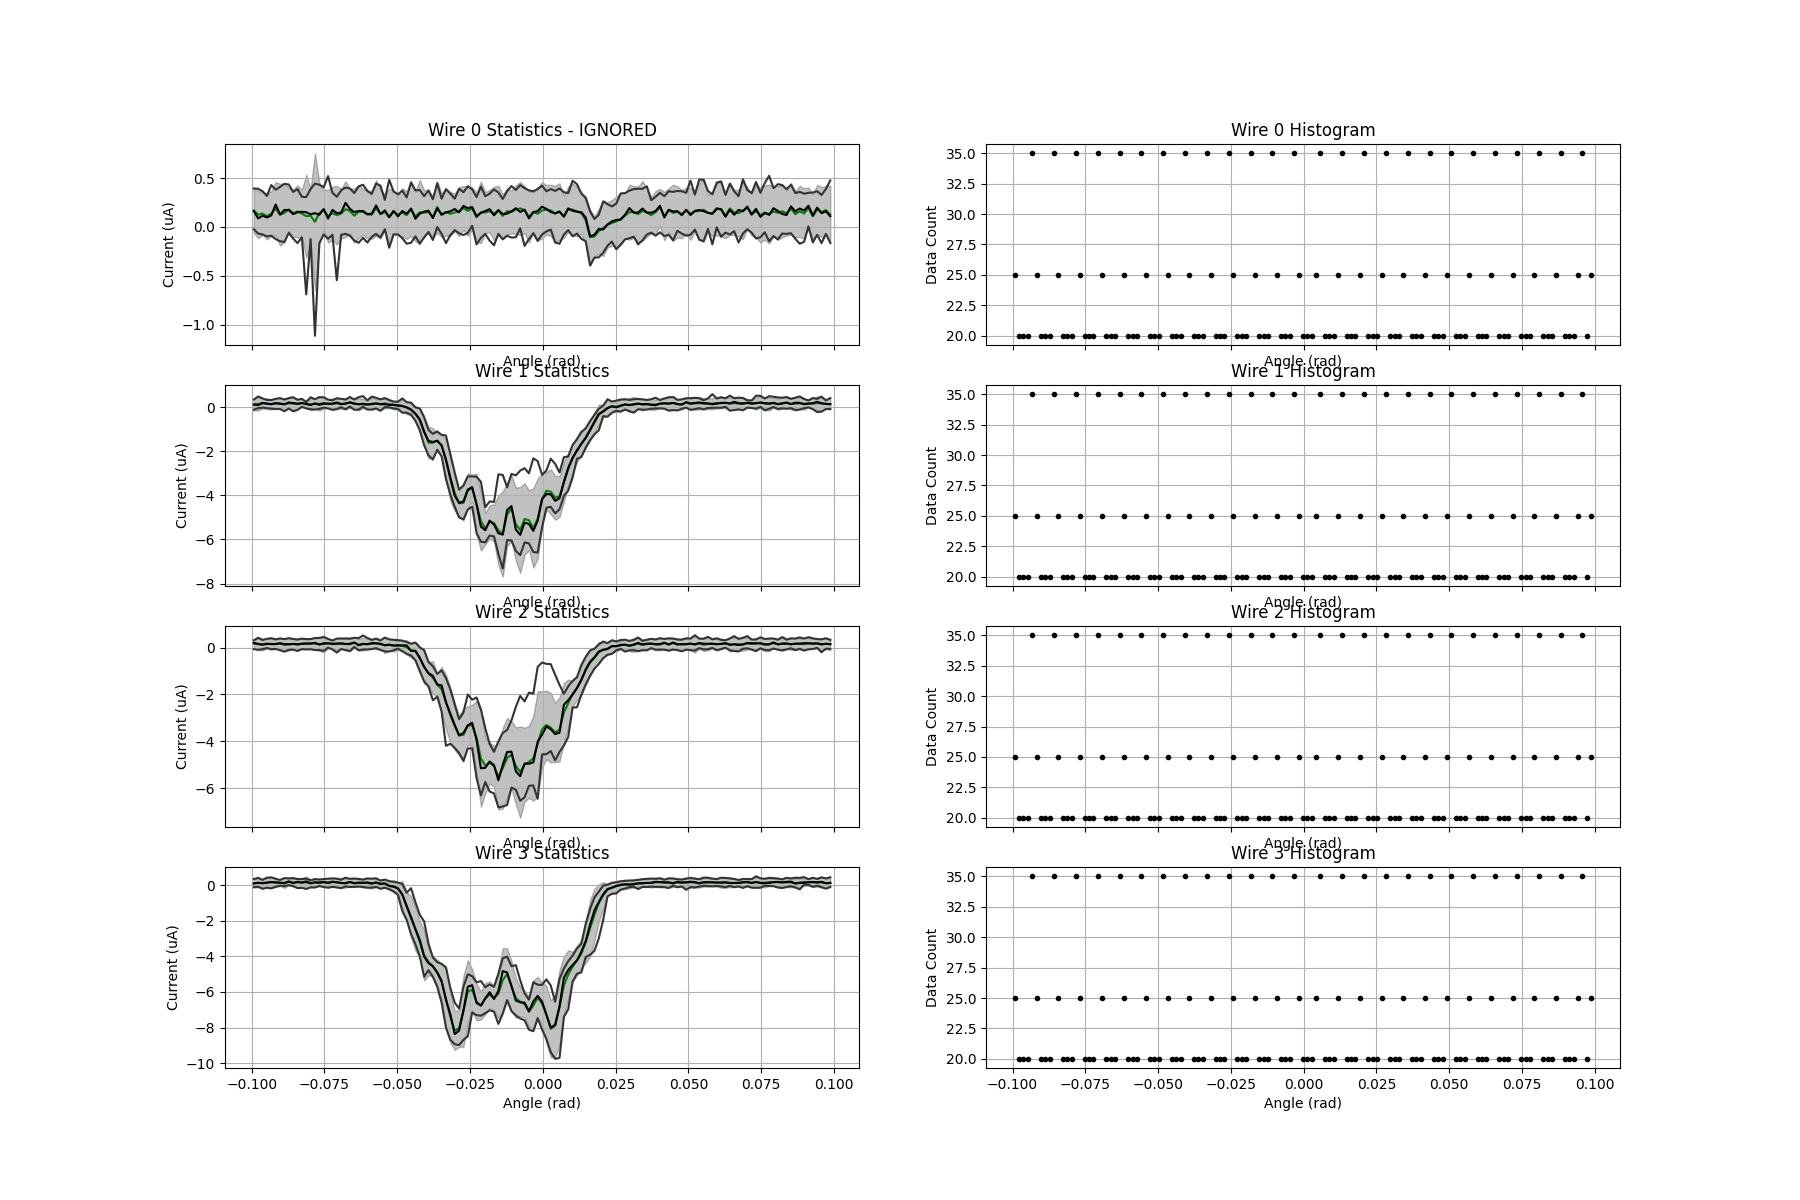 Wire 0 Statistics - IGNORED
Current (uA)
0.5
0.0
−0.5
−1.0
Angle (rad)
Wire 0 Histogram
Data Count
35.0
32.5
30.0
27.5
25.0
22.5
20.0
Angle (rad)
Wire 1 Statistics
Current (uA)
0
−2
−4
−6
−8
Angle (rad)
Wire 1 Histogram
Data Count
35.0
32.5
30.0
27.5
25.0
22.5
20.0
Angle (rad)
Wire 2 Statistics
Current (uA)
0
−2
−4
−6
Angle (rad)
Wire 2 Histogram
Data Count
35.0
32.5
30.0
27.5
25.0
22.5
20.0
Angle (rad)
Wire 3 Statistics
Current (uA)
0
−2
−4
−6
−8
−10
−0.100 −0.075 −0.050 −0.025 0.000 0.025 0.050 0.075 0.100
Angle (rad)
Wire 3 Histogram
Data Count
35.0
32.5
30.0
27.5
25.0
22.5
20.0
−0.100 −0.075 −0.050 −0.025 0.000 0.025 0.050 0.075 0.100
Angle (rad)